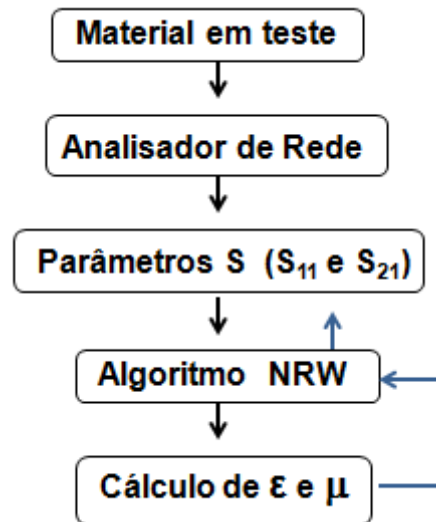 Material em teste
Analisador de Rede
Parâmetros S (S₁₁ e S₂₁)
Algoritmo NRW
Cálculo de ε e μ